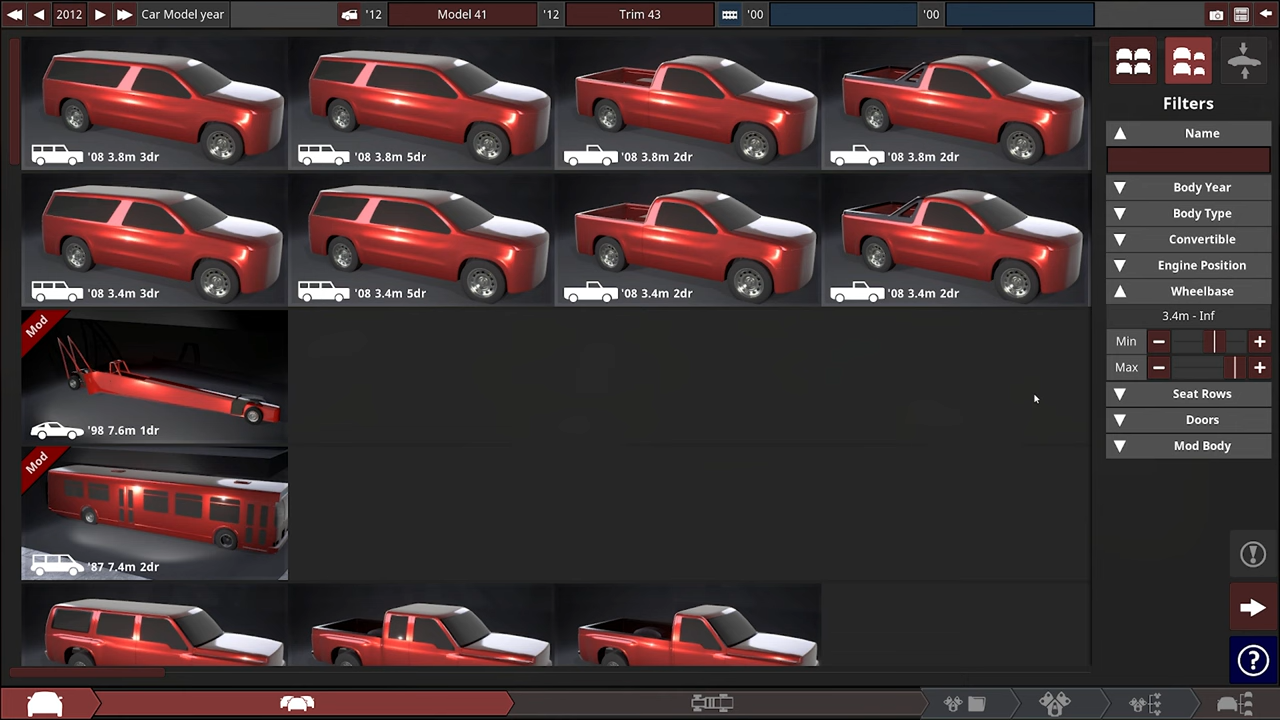 2012 Car Model year '12 Model 41 '12 Trim 43 '00 '00
'08 3.8m 3dr '08 3.8m 5dr '08 3.8m 2dr '08 3.8m 2dr
'08 3.4m 3dr '08 3.4m 5dr '08 3.4m 2dr '08 3.4m 2dr
Mod
'98 7.6m 1dr
Mod
'87 7.4m 2dr
Filters
Name
Body Year
Body Type
Convertible
Engine Position
Wheelbase
3.4m - Inf
Min
Max
Seat Rows
Doors
Mod Body